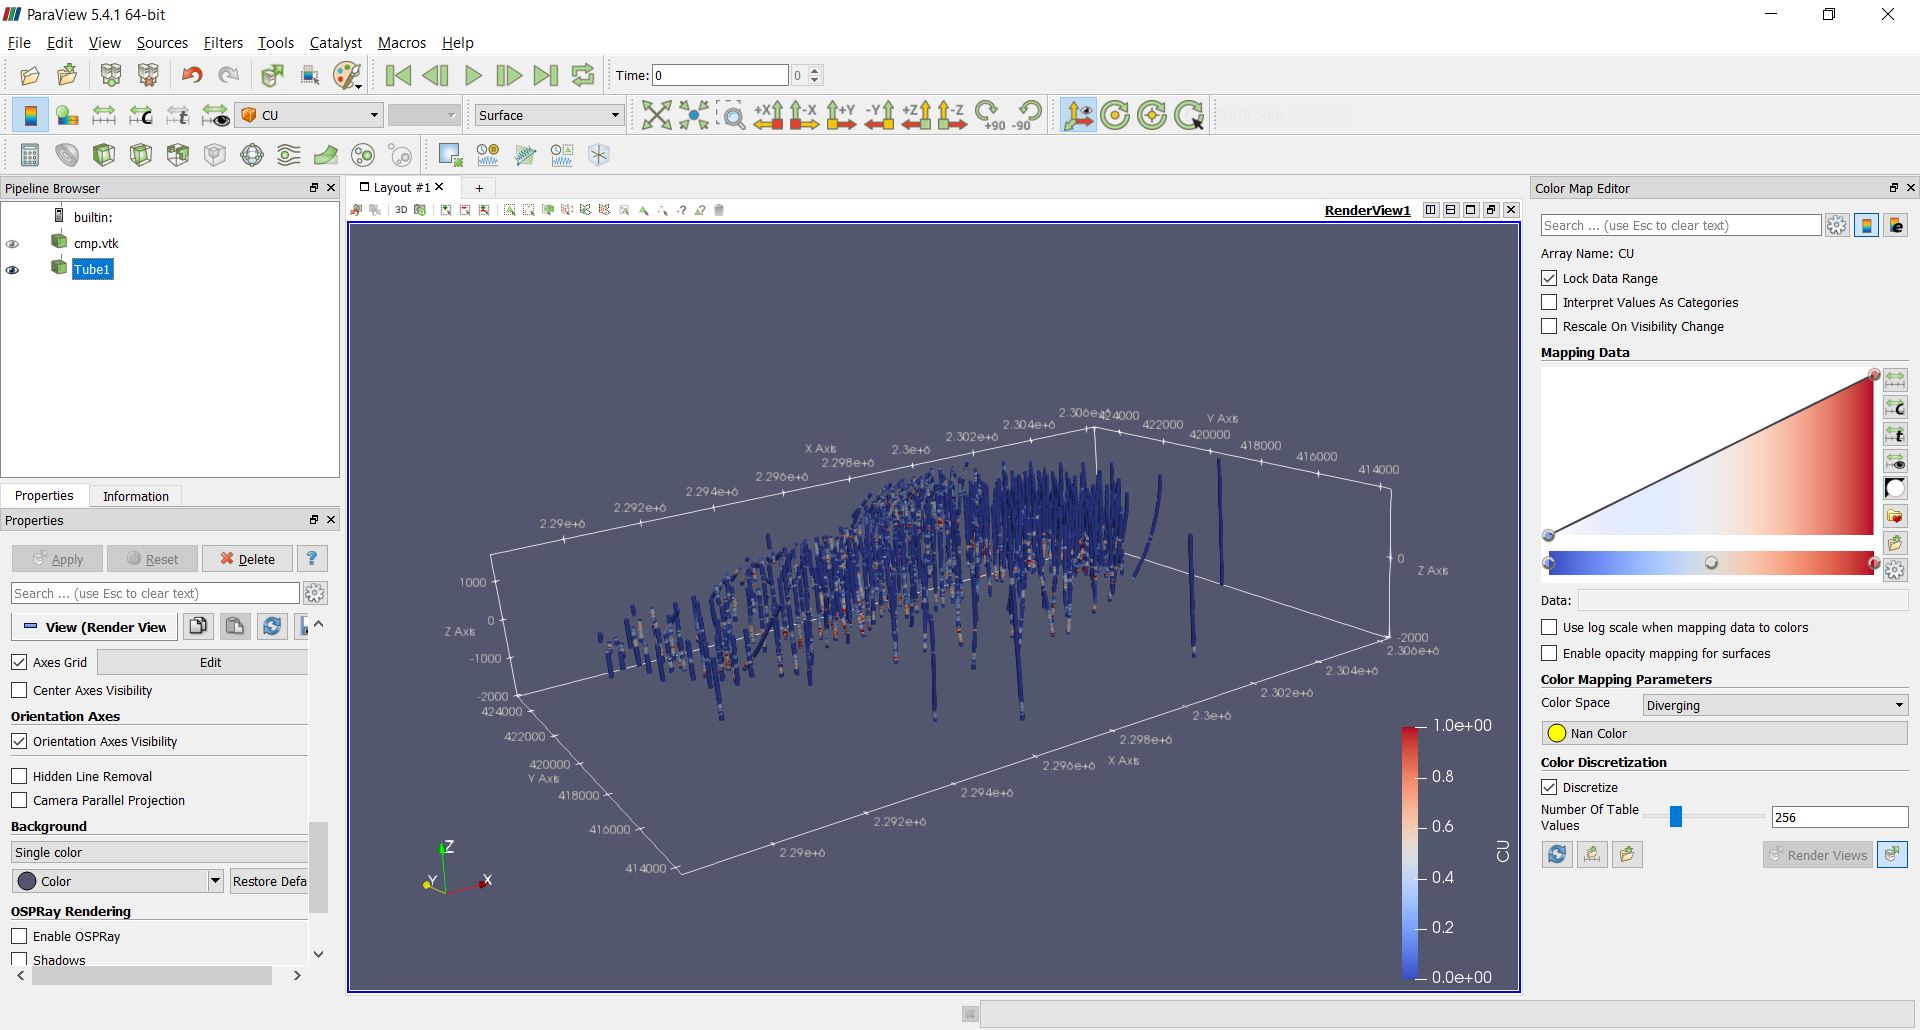 ParaView 5.4.1 64-bit
File Edit View Sources Filters Tools Catalyst Macros Help
Time: 0 0
CU Surface +X -X +Y -Y +Z -Z +90 -90
Pipeline Browser
builtin:
cmp.vtk
Tube1
Properties Information
Properties
Apply Reset Delete ?
Search ... (use Esc to clear text)
View (Render View
Axes Grid Edit
Center Axes Visibility
Orientation Axes
Orientation Axes Visibility
Hidden Line Removal
Camera Parallel Projection
Background
Single color
Color Restore Defa
OSPRay Rendering
Enable OSPRay
Shadows
Layout #1 +
3D
RenderView1
X Axis
2.29e+6
2.292e+6
2.294e+6
2.296e+6
2.298e+6
2.3e+6
2.302e+6
2.304e+6
2.306e+6
424000
422000
Y Axis
420000
418000
416000
414000
1000
0
Z Axis
-1000
-2000
0
Z Axis
-2000
424000
422000
420000
Y Axis
418000
416000
414000
2.306e+6
2.304e+6
2.302e+6
2.3e+6
2.298e+6
X Axis
2.296e+6
2.294e+6
2.292e+6
2.29e+6
Z
Y
X
1.0e+00
0.8
0.6
CU
0.4
0.2
0.0e+00
Color Map Editor
Search ... (use Esc to clear text)
Array Name: CU
Lock Data Range
Interpret Values As Categories
Rescale On Visibility Change
Mapping Data
Data:
Use log scale when mapping data to colors
Enable opacity mapping for surfaces
Color Mapping Parameters
Color Space Diverging
Nan Color
Color Discretization
Discretize
Number Of Table
Values
256
Render Views